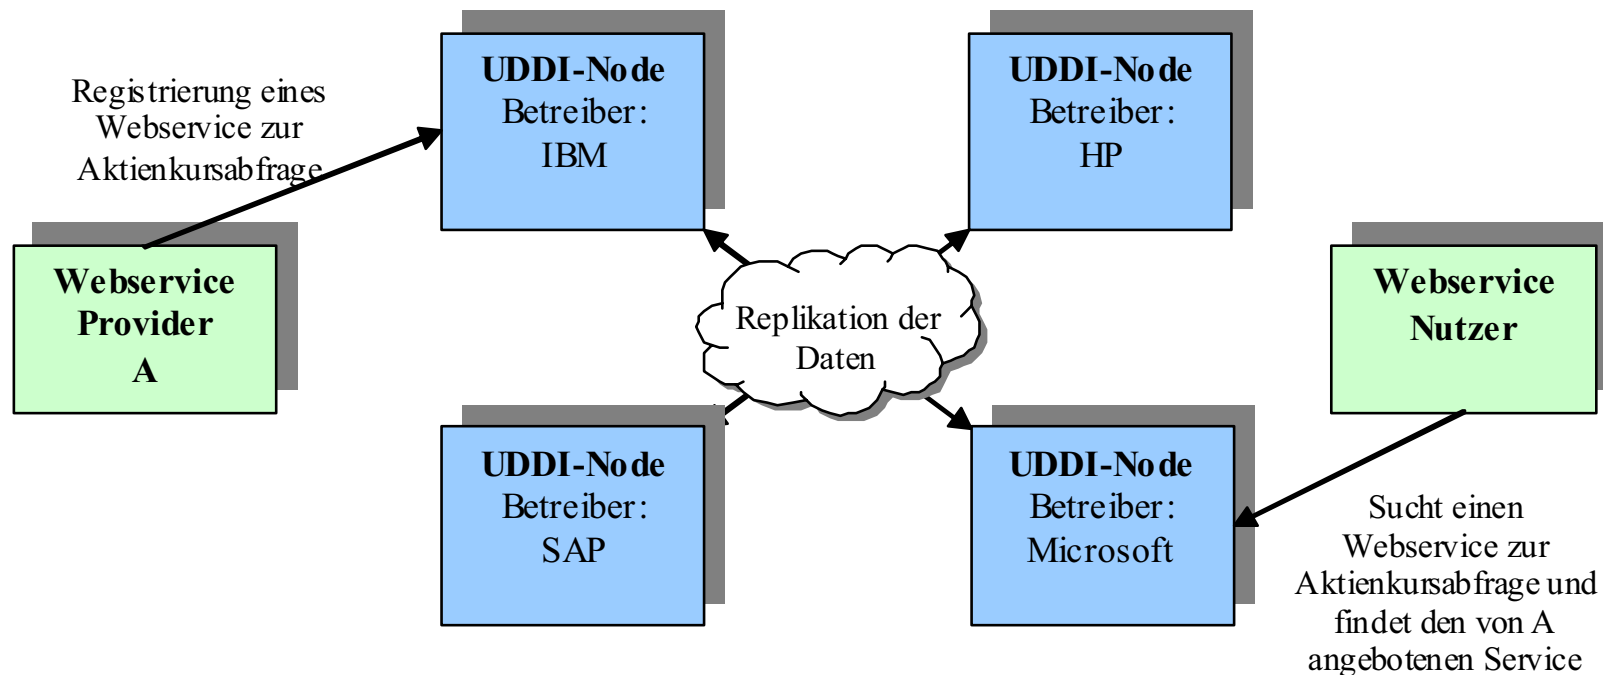 Registrierung eines
Webservice zur
Aktienkursabfrage
Webservice
Provider
A
UDDI-Node
Betreiber:
IBM
UDDI-Node
Betreiber:
HP
Replikation der
Daten
UDDI-Node
Betreiber:
SAP
UDDI-Node
Betreiber:
Microsoft
Webservice
Nutzer
Sucht einen
Webservice zur
Aktienkursabfrage und
findet den von A
angebotenen Service